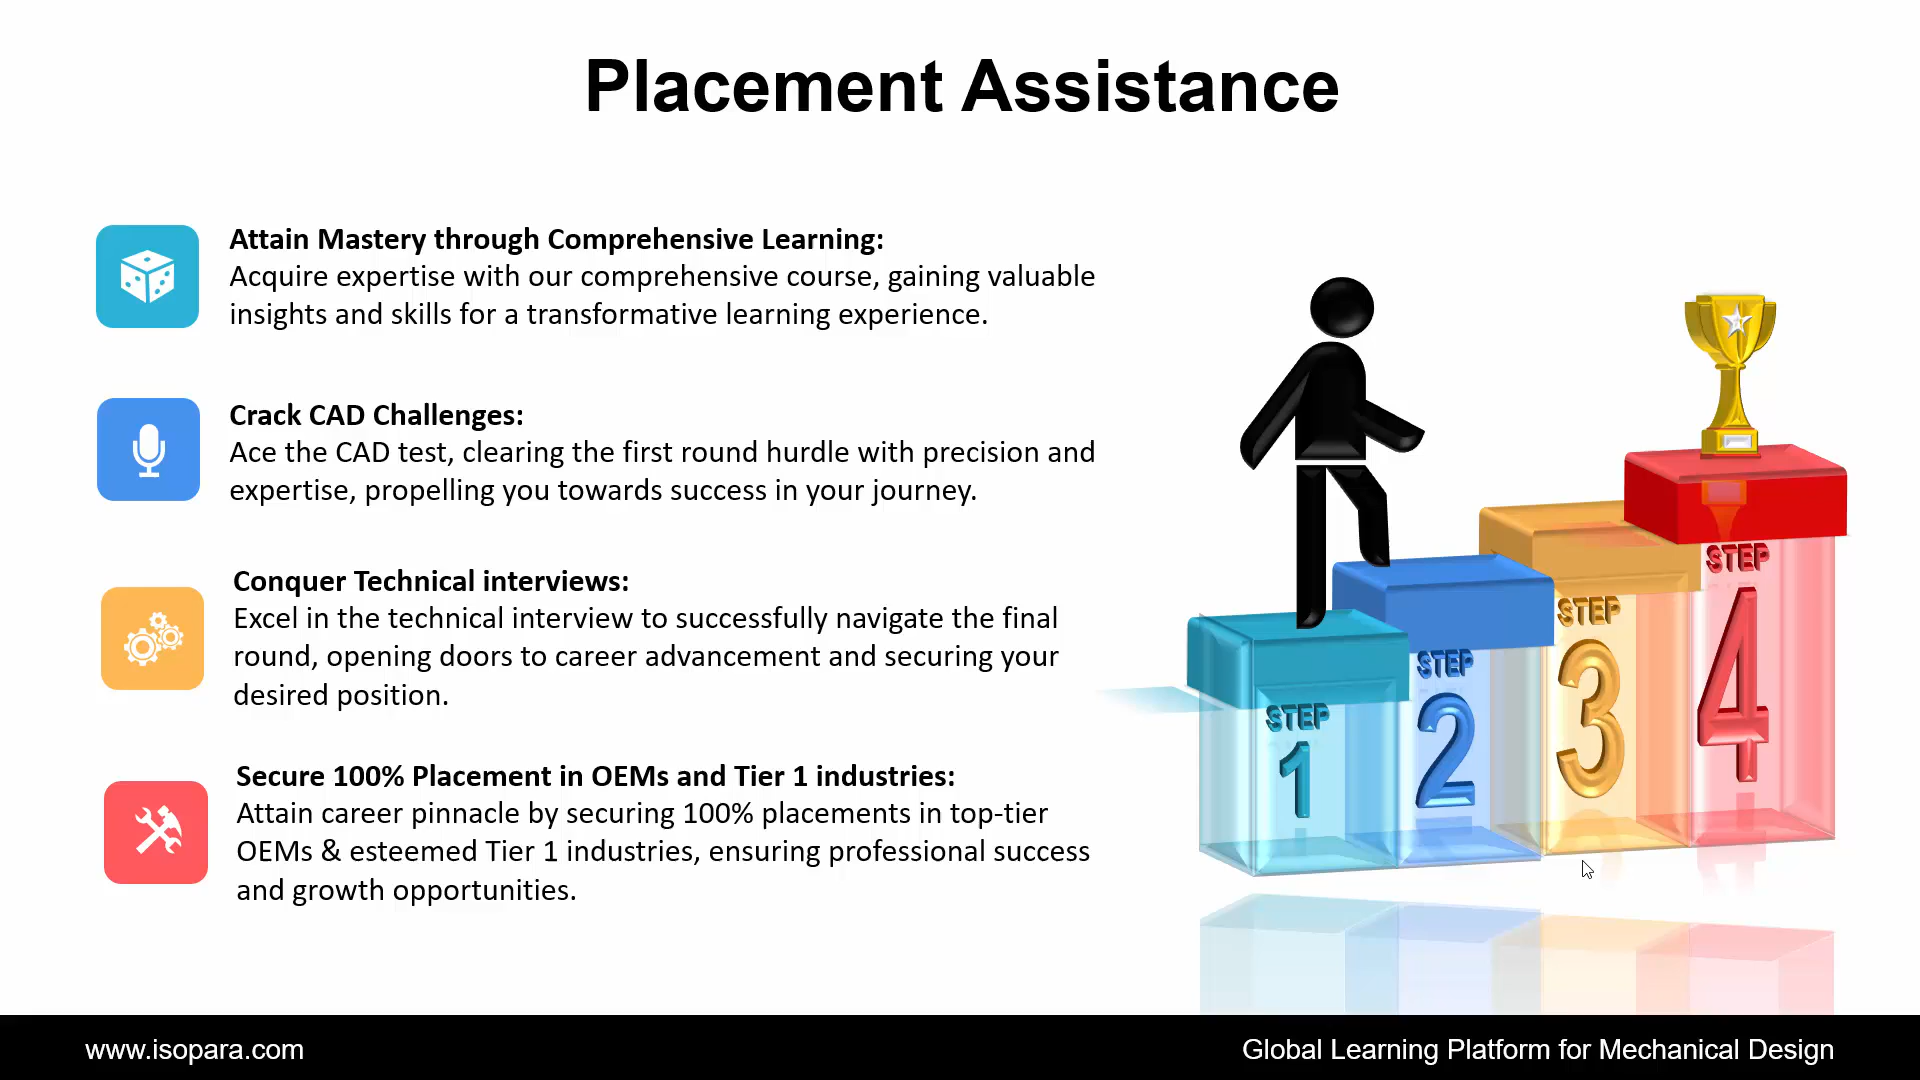 Placement Assistance
Attain Mastery through Comprehensive Learning:
Acquire expertise with our comprehensive course, gaining valuable
insights and skills for a transformative learning experience.
Crack CAD Challenges:
Ace the CAD test, clearing the first round hurdle with precision and
expertise, propelling you towards success in your journey.
Conquer Technical interviews:
Excel in the technical interview to successfully navigate the final
round, opening doors to career advancement and securing your
desired position.
Secure 100% Placement in OEMs and Tier 1 industries:
Attain career pinnacle by securing 100% placements in top-tier
OEMs & esteemed Tier 1 industries, ensuring professional success
and growth opportunities.
STEP
1
STEP
2
STEP
3
STEP
4
www.isopara.com
Global Learning Platform for Mechanical Design